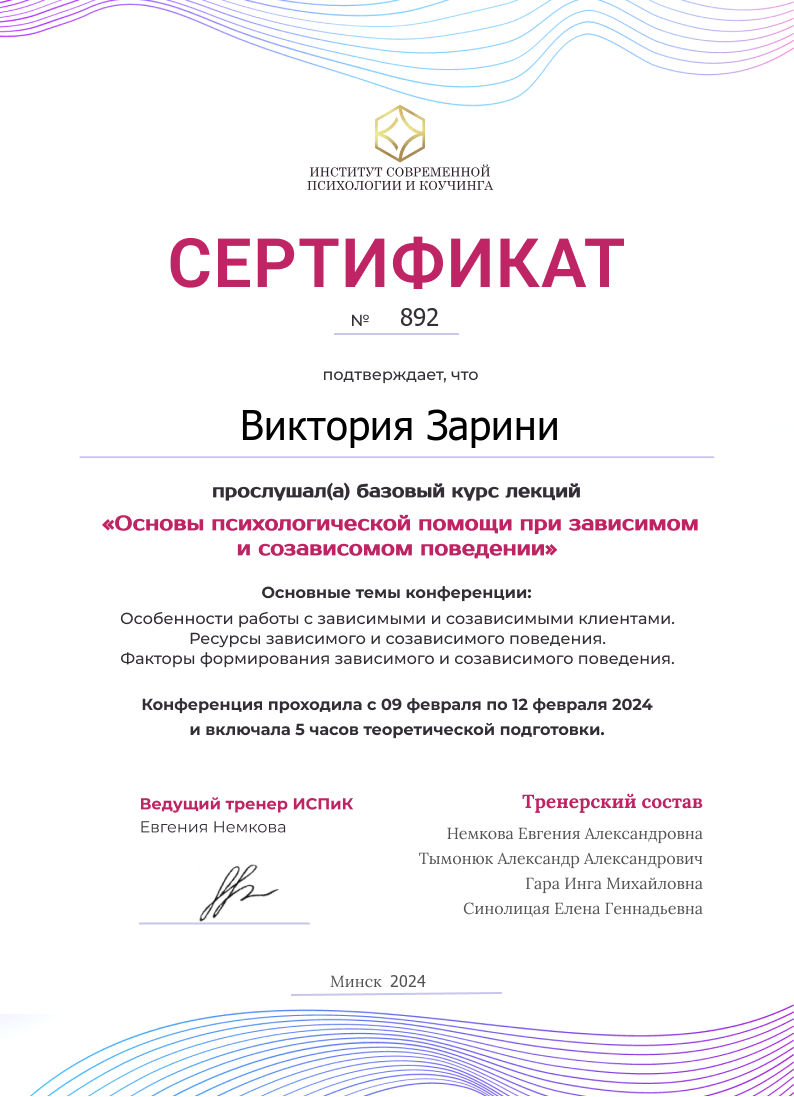 ИНСТИТУТ СОВРЕМЕННОЙ
ПСИХОЛОГИИ И КОУЧИНГА
СЕРТИФИКАТ
№ 892
подтверждает, что
Виктория Зарини
прослушал(а) базовый курс лекций
«Основы психологической помощи при зависимом
и созависомом поведении»
Основные темы конференции:
Особенности работы с зависимыми и созависимыми клиентами.
Ресурсы зависимого и созависимого поведения.
Факторы формирования зависимого и созависимого поведения.
Конференция проходила с 09 февраля по 12 февраля 2024
и включала 5 часов теоретической подготовки.
Ведущий тренер ИСПиК
Евгения Немкова
Тренерский состав
Немкова Евгения Александровна
Тымонюк Александр Александрович
Гара Инга Михайловна
Синолицая Елена Геннадьевна
Минск 2024